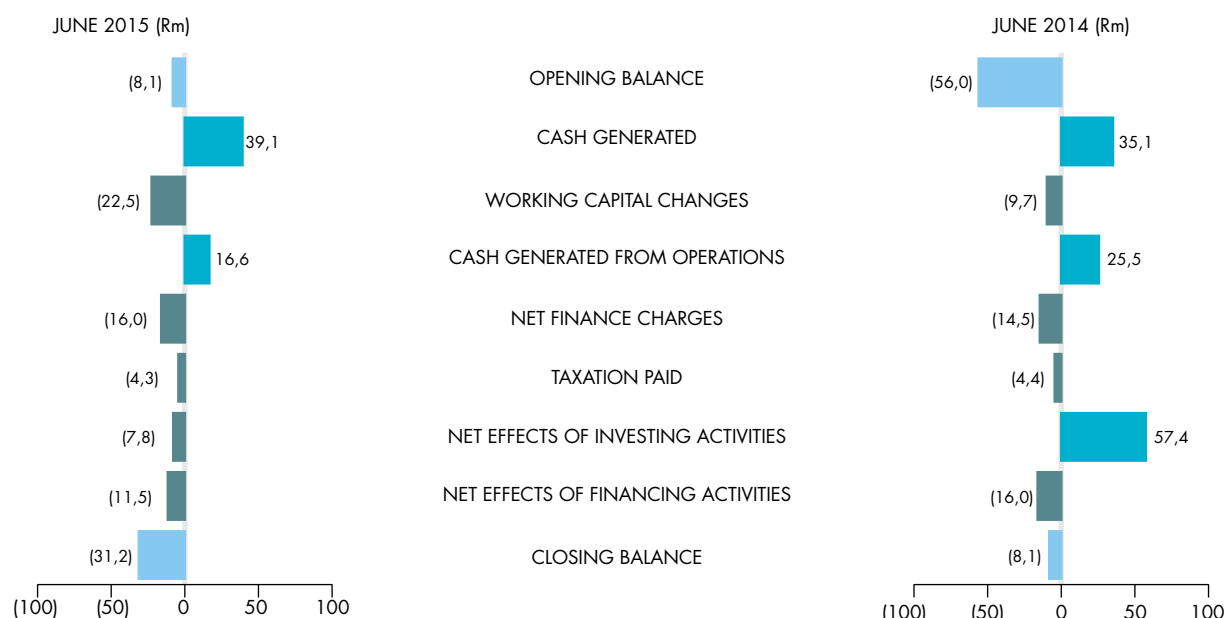 JUNE 2015 (Rm) JUNE 2014 (Rm)
(8,1) OPENING BALANCE (56,0)
39,1 CASH GENERATED 35,1
(22,5) WORKING CAPITAL CHANGES (9,7)
16,6 CASH GENERATED FROM OPERATIONS 25,5
(16,0) NET FINANCE CHARGES (14,5)
(4,3) TAXATION PAID (4,4)
(7,8) NET EFFECTS OF INVESTING ACTIVITIES 57,4
(11,5) NET EFFECTS OF FINANCING ACTIVITIES (16,0)
(31,2) CLOSING BALANCE (8,1)
(100) (50) 0 50 100 (100) (50) 0 50 100